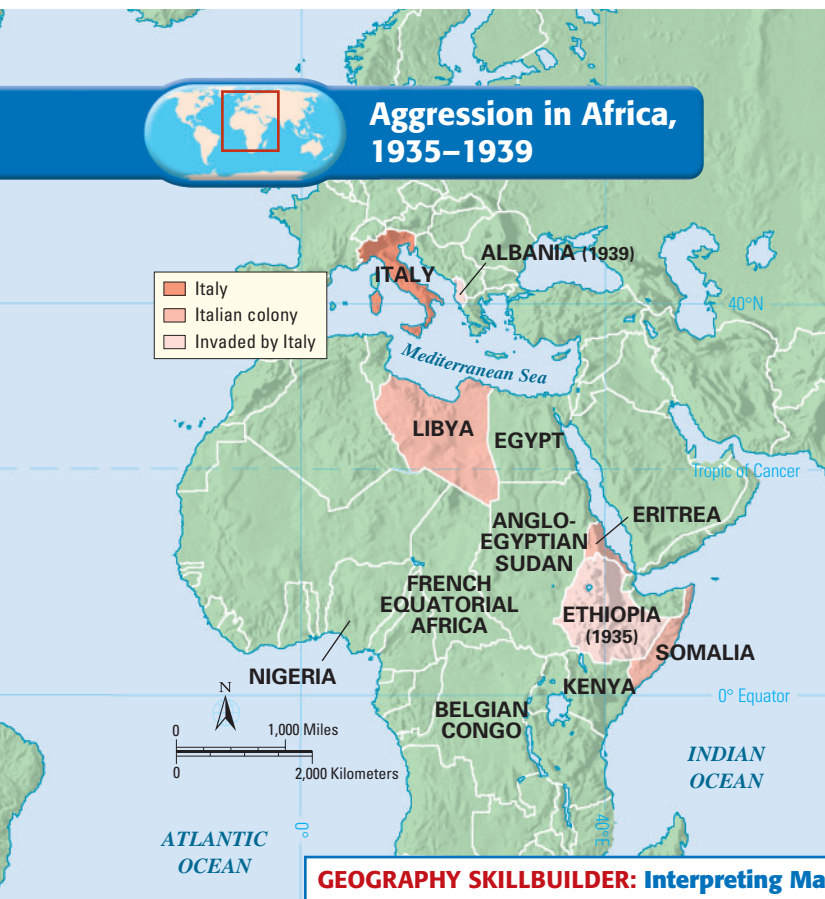 Aggression in Africa,
1935–1939
ALBANIA (1939)
ITALY
Italy
Italian colony
Invaded by Italy
40°N
Mediterranean Sea
LIBYA
EGYPT
Tropic of Cancer
ERITREA
ANGLO-
EGYPTIAN
SUDAN
FRENCH
EQUATORIAL
AFRICA
ETHIOPIA
(1935)
SOMALIA
NIGERIA
KENYA
0° Equator
BELGIAN
CONGO
N
0 1,000 Miles
0 2,000 Kilometers
INDIAN
OCEAN
ATLANTIC
OCEAN
0°
40°E
GEOGRAPHY SKILLBUILDER: Interpreting Ma